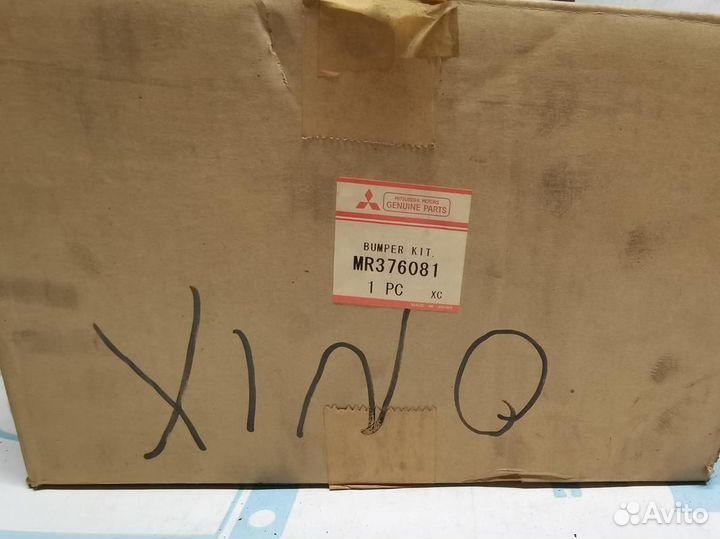 MITSUBISHI MOTORS
GENUINE PARTS
BUMPER KIT,
MR376081
1 PC XC
XINQ
Avito